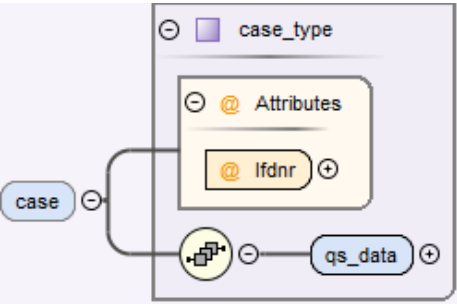 case_type
@ Attributes
@ lfdnr
case
qs_data